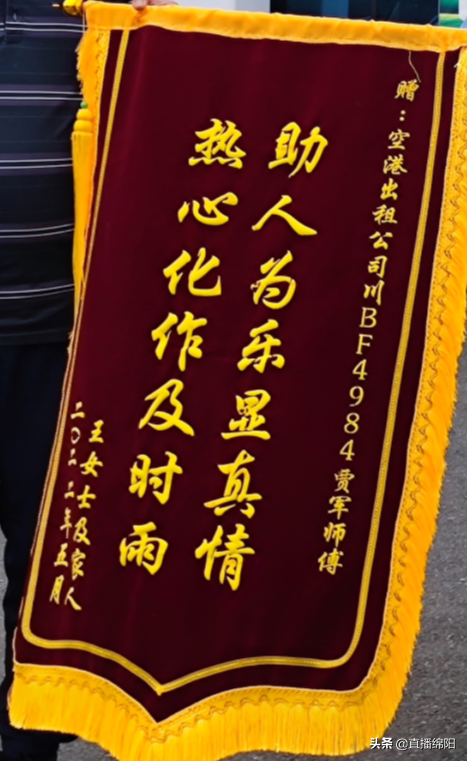 赠：空港出租公司川BF4984贾军师傅
助人为乐显真情
热心化作及时雨
王女士及家人
二〇二二年五月
头条 @直播绵阳